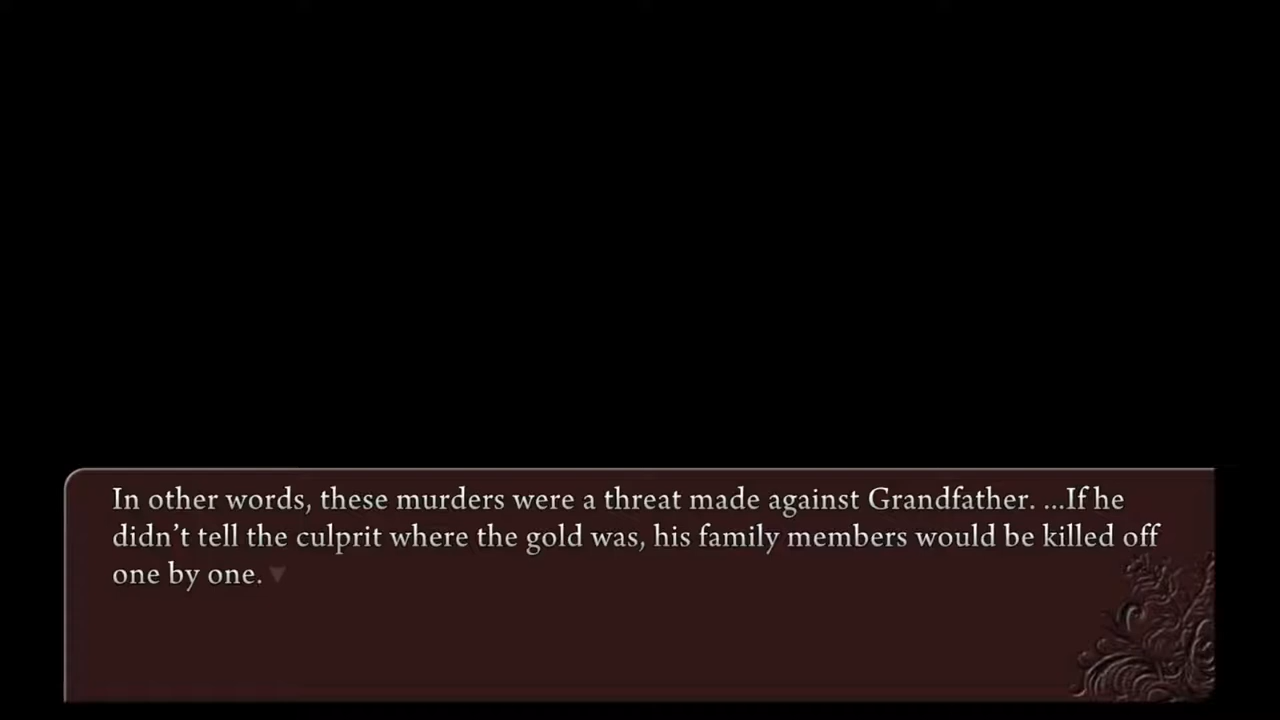 In other words, these murders were a threat made against Grandfather. ...If he
didn't tell the culprit where the gold was, his family members would be killed off
one by one.